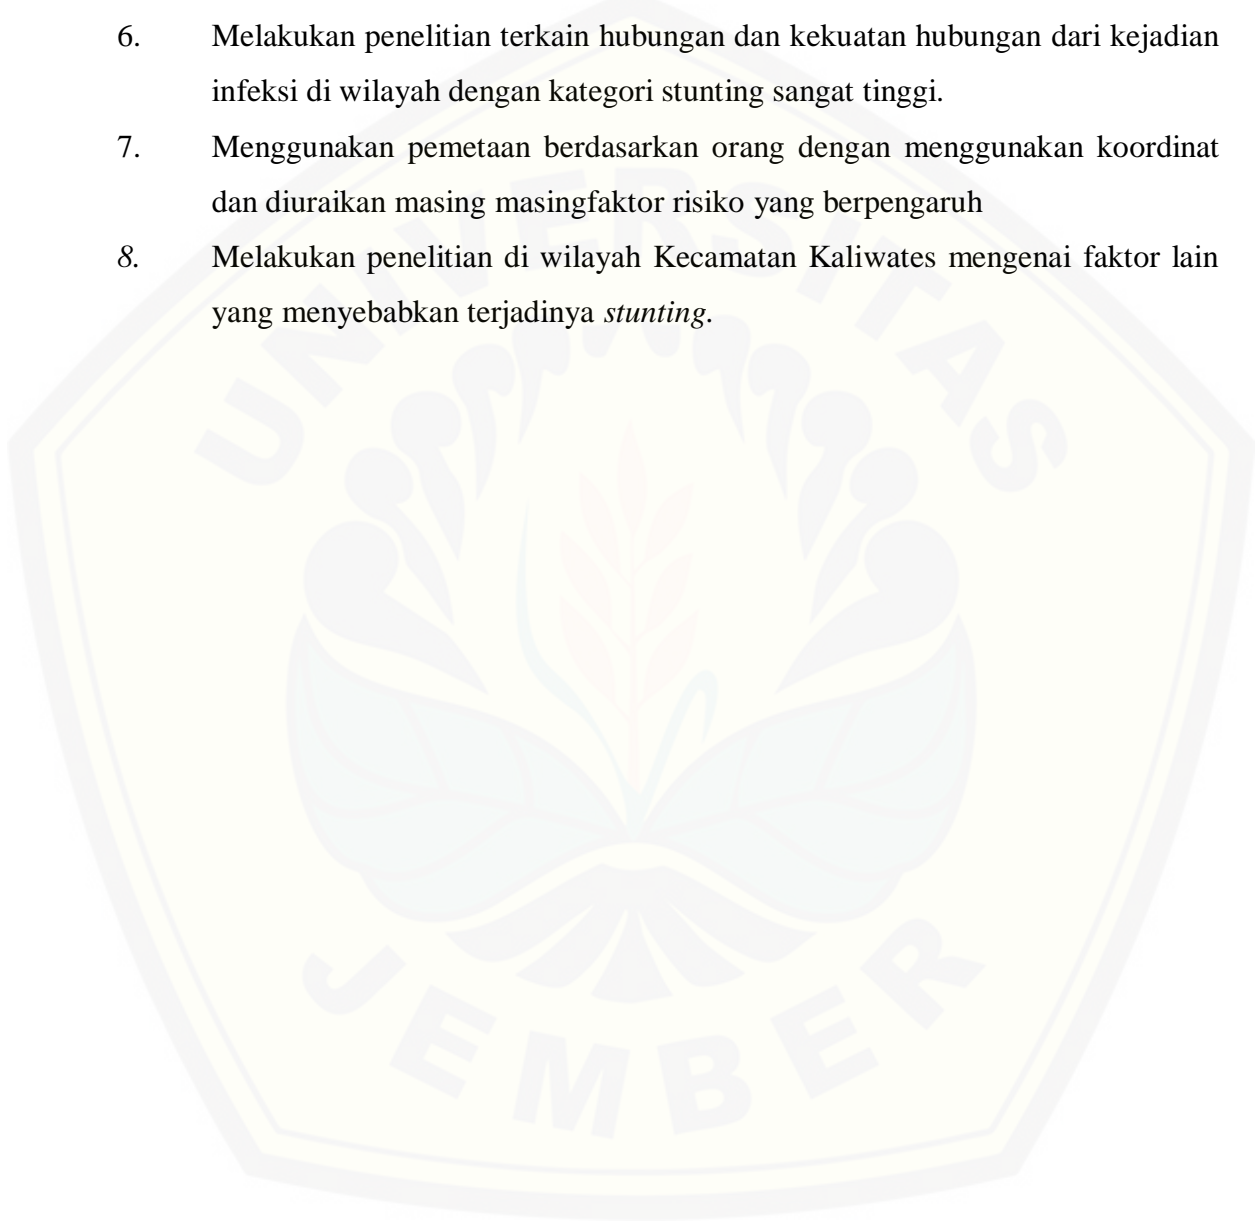 6. Melakukan penelitian terkain hubungan dan kekuatan hubungan dari kejadian
infeksi di wilayah dengan kategori stunting sangat tinggi.
7. Menggunakan pemetaan berdasarkan orang dengan menggunakan koordinat
dan diuraikan masing masingfaktor risiko yang berpengaruh
8. Melakukan penelitian di wilayah Kecamatan Kaliwates mengenai faktor lain
yang menyebabkan terjadinya stunting.
UNIVERSITAS
JEMBER